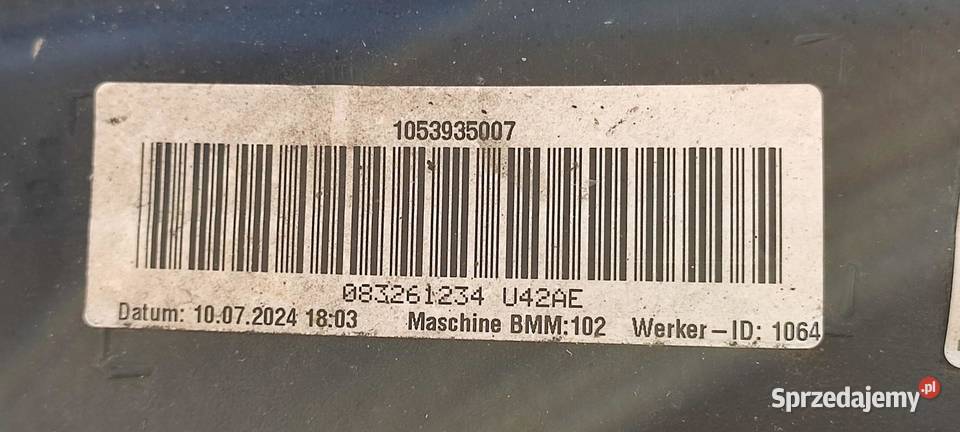 1053935007
083261234 U42AE
Datum: 10.07.2024 18:03 Maschine BMM:102 Werker-ID: 1064
Sprzedajemy.pl